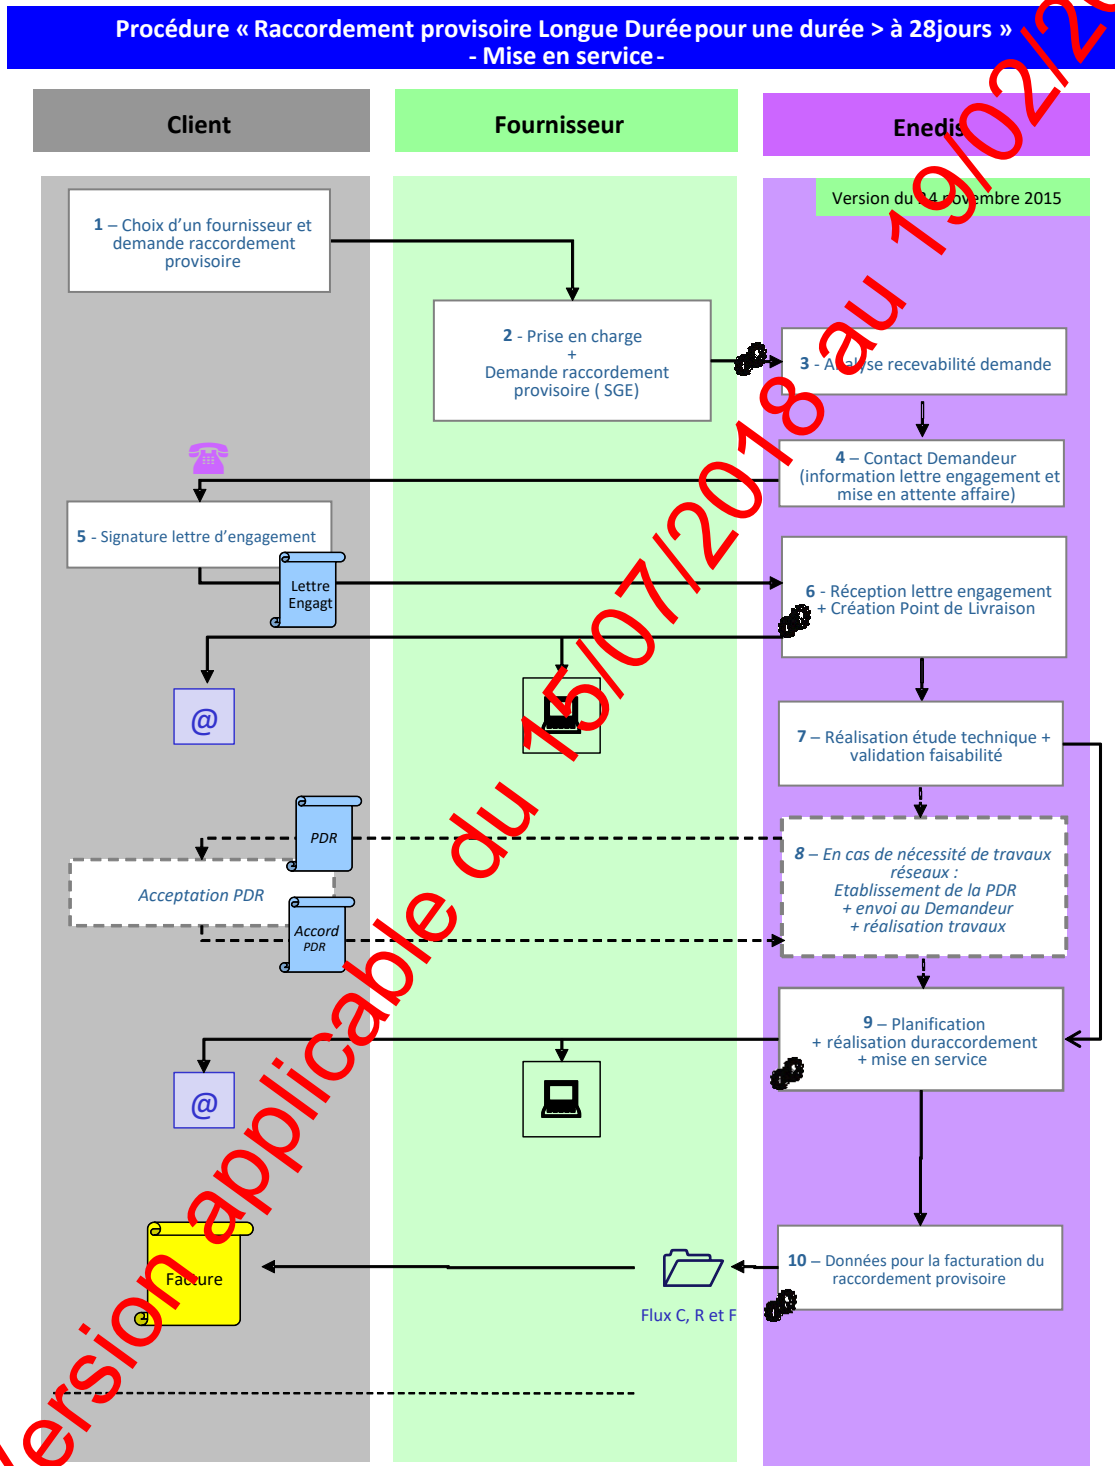 Procédure « Raccordement provisoire Longue Durée pour une durée > à 28jours »
- Mise en service -
Client
Fournisseur
Enedis
Version du 24 novembre 2015
1 – Choix d'un fournisseur et
demande raccordement
provisoire
2 - Prise en charge
+
Demande raccordement
provisoire ( SGE)
3 - Analyse recevabilité demande
4 – Contact Demandeur
(information lettre engagement et
mise en attente affaire)
5 - Signature lettre d'engagement
Lettre
Engagt
6 - Réception lettre engagement
+ Création Point de Livraison
@
7 – Réalisation étude technique +
validation faisabilité
PDR
8 – En cas de nécessité de travaux
réseaux :
Etablissement de la PDR
+ envoi au Demandeur
+ réalisation travaux
Acceptation PDR
Accord
PDR
9 – Planification
+ réalisation duraccordement
+ mise en service
@
10 – Données pour la facturation du
raccordement provisoire
Facture
Flux C, R et F
Version applicable du 15/07/2018 au 19/02/20